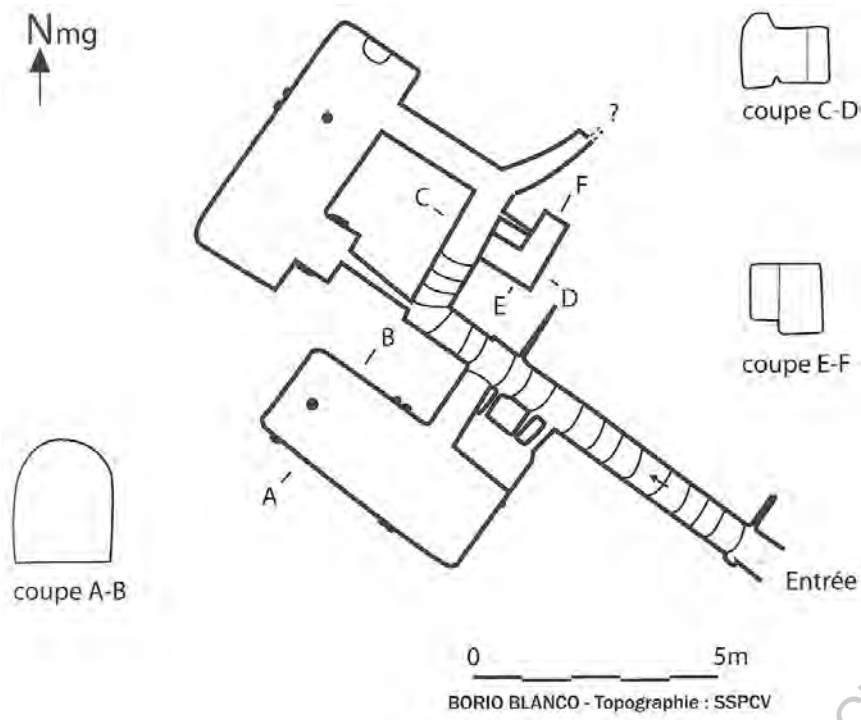 Nmg
coupe C-D
?
F
C
E
D
B
coupe E-F
A
coupe A-B
Entrée
0 5m
BORIO BLANCO - Topographie : SSPCV